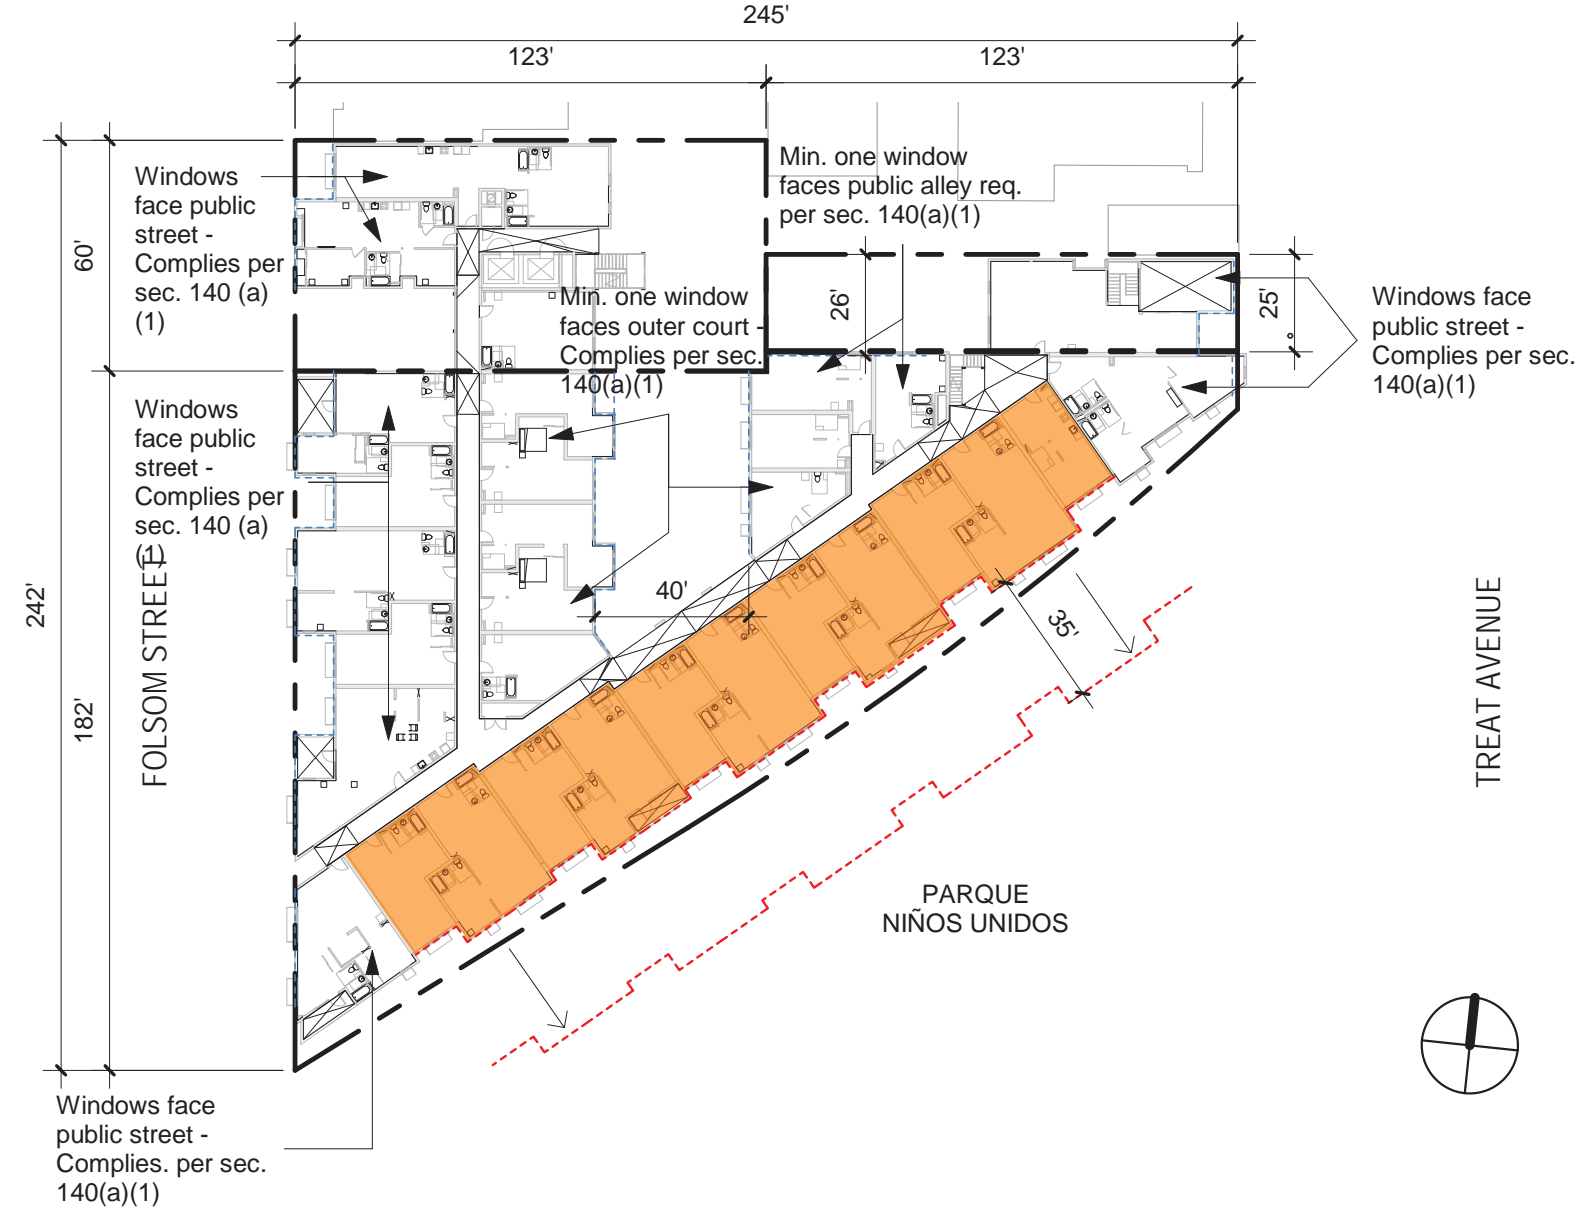 245'
123'
123'
Windows
face public
street -
Complies per
sec. 140 (a)
(1)
Min. one window
faces public alley req.
per sec. 140(a)(1)
60'
26'
25'
Min. one window
faces outer court -
Complies per sec.
140(a)(1)
Windows face
public street -
Complies per sec.
140(a)(1)
Windows
face public
street -
Complies per
sec. 140 (a)
(1)
242'
182'
FOLSOM STREET
40'
35'
TREAT AVENUE
PARQUE
NIÑOS UNIDOS
Windows face
public street -
Complies. per sec.
140(a)(1)